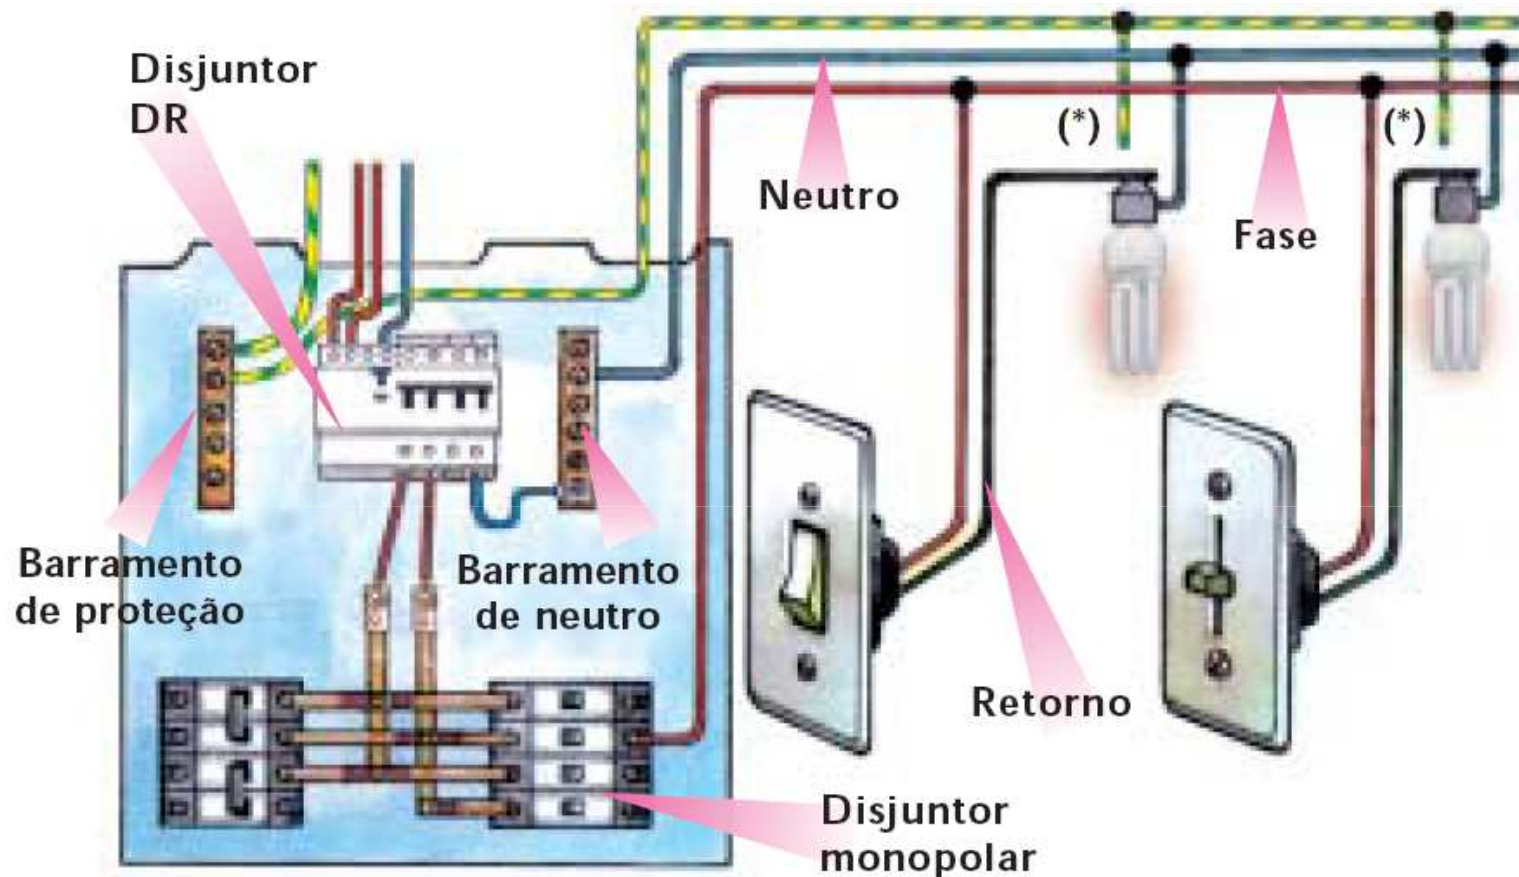 Disjuntor
DR
(*)
(*)
Neutro
Fase
Barramento
de proteção
Barramento
de neutro
Retorno
Disjuntor
monopolar